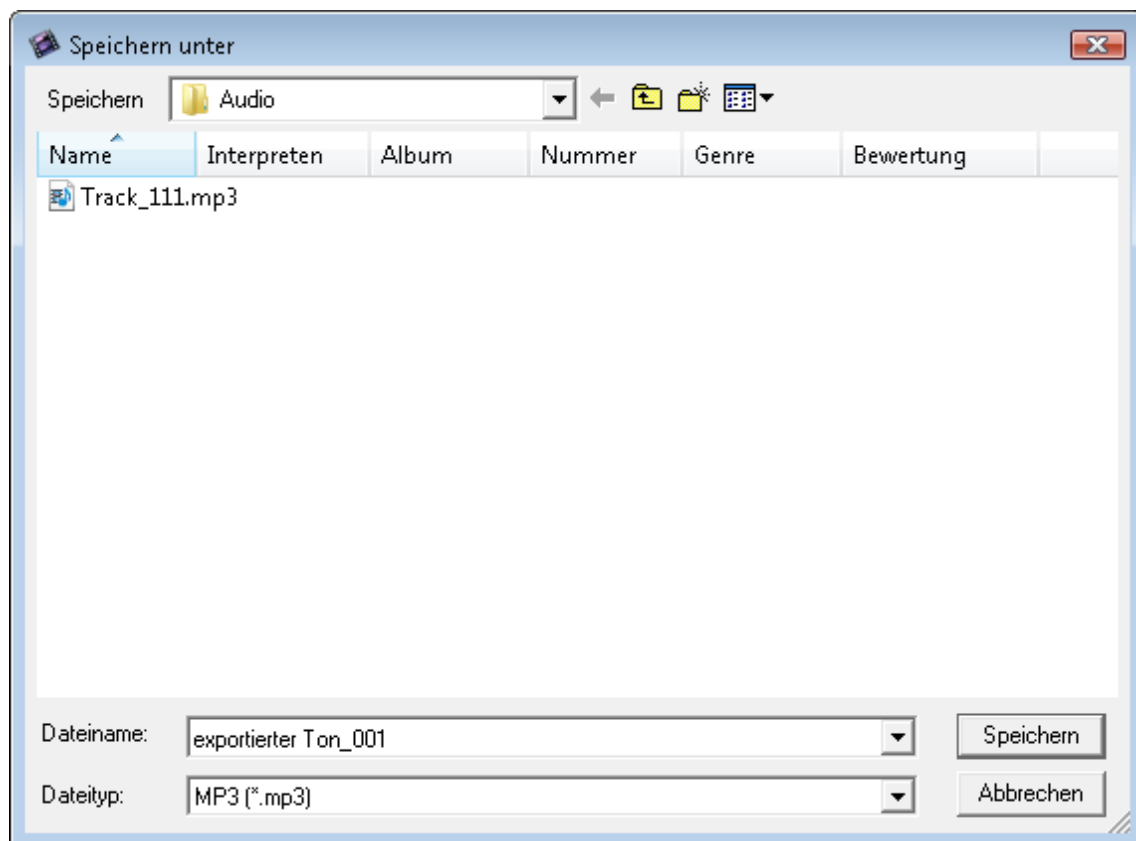 Speichern unter
Speichern Audio
Name Interpreten Album Nummer Genre Bewertung
Track_111.mp3
Dateiname: exportierter Ton_001 Speichern
Dateityp: MP3 (*.mp3) Abbrechen